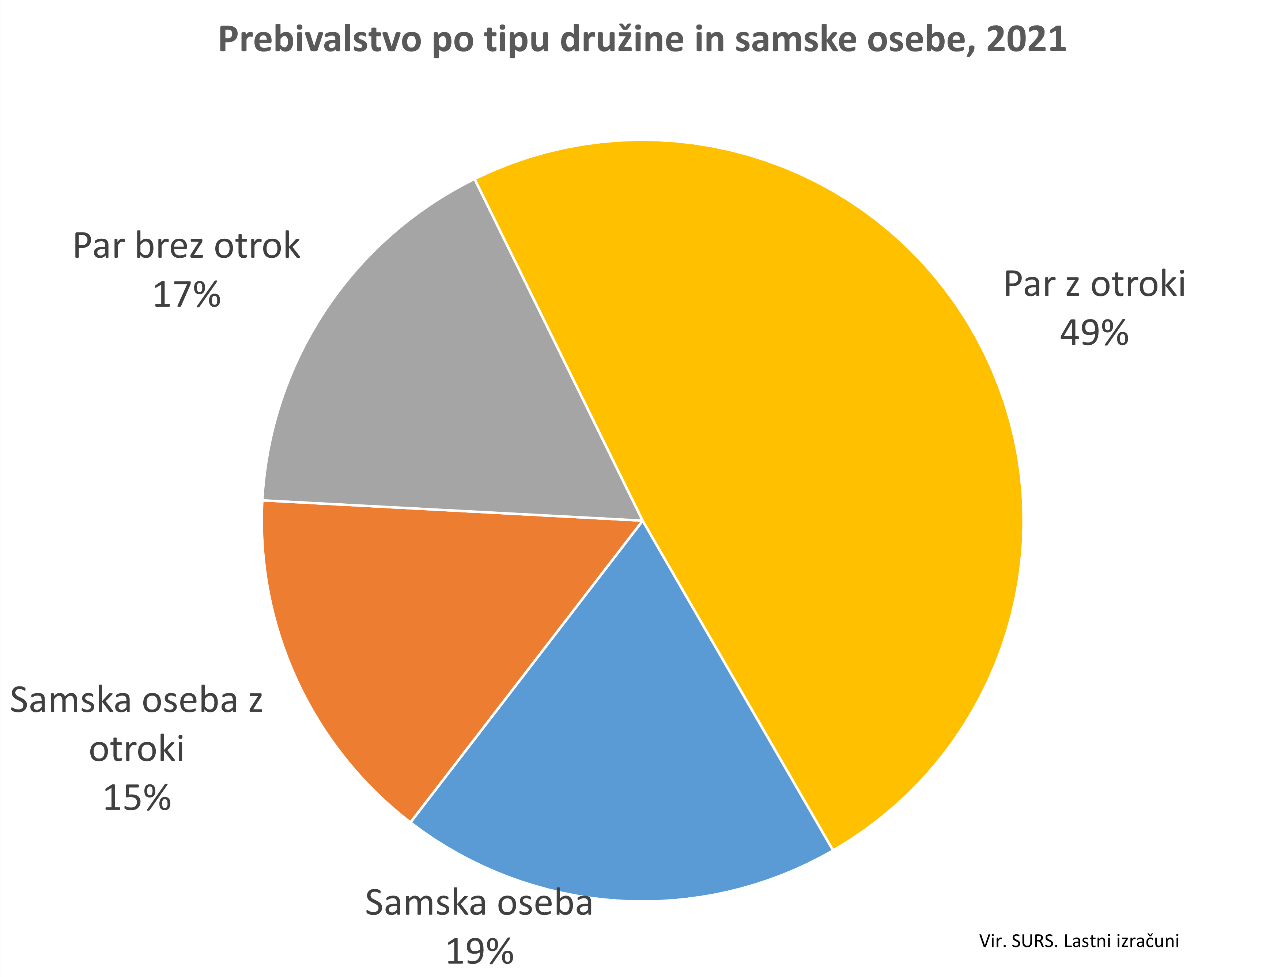 Prebivalstvo po tipu družine in samske osebe, 2021
Par brez otrok
17%
Par z otroki
49%
Samska oseba z
otroki
15%
Samska oseba
19%
Vir. SURS. Lastni izračuni